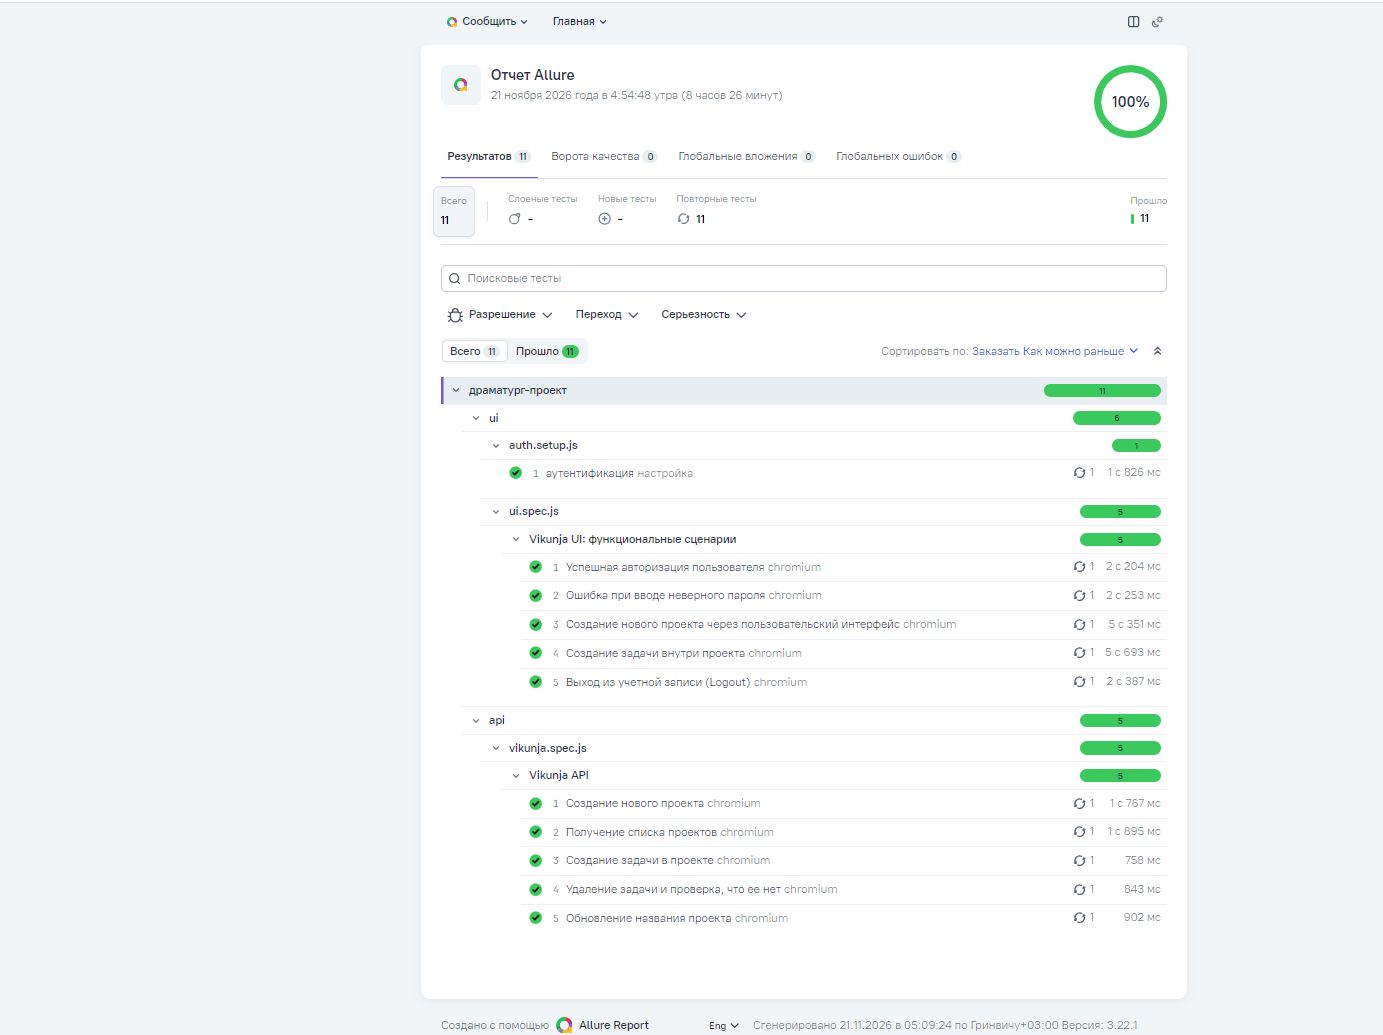 Сообщить Главная
Отчет Allure
21 ноября 2026 года в 4:54:48 утра (8 часов 26 минут)
100%
Результатов 11 Ворота качества 0 Глобальные вложения 0 Глобальных ошибок 0
Всего Слоеные тесты Новые тесты Повторные тесты Прошло
11 - - 11 11
Поисковые тесты
Разрешение Переход Серьезность
Всего 11 Прошло 11 Сортировать по: Заказать Как можно раньше
драматург-проект 11
ui 6
auth.setup.js 1
1 аутентификация настройка 1 1 с 826 мс
ui.spec.js 5
Vikunja UI: функциональные сценарии 5
1 Успешная авторизация пользователя chromium 1 2 с 204 мс
2 Ошибка при вводе неверного пароля chromium 1 2 с 253 мс
3 Создание нового проекта через пользовательский интерфейс chromium 1 5 с 351 мс
4 Создание задачи внутри проекта chromium 1 5 с 693 мс
5 Выход из учетной записи (Logout) chromium 1 2 с 387 мс
api 5
vikunja.spec.js 5
Vikunja API 5
1 Создание нового проекта chromium 1 1 с 767 мс
2 Получение списка проектов chromium 1 1 с 895 мс
3 Создание задачи в проекте chromium 1 758 мс
4 Удаление задачи и проверка, что ее нет chromium 1 843 мс
5 Обновление названия проекта chromium 1 902 мс
Создано с помощью Allure Report Eng Сгенерировано 21.11.2026 в 05:09:24 по Гринвичу+03:00 Версия: 3.22.1